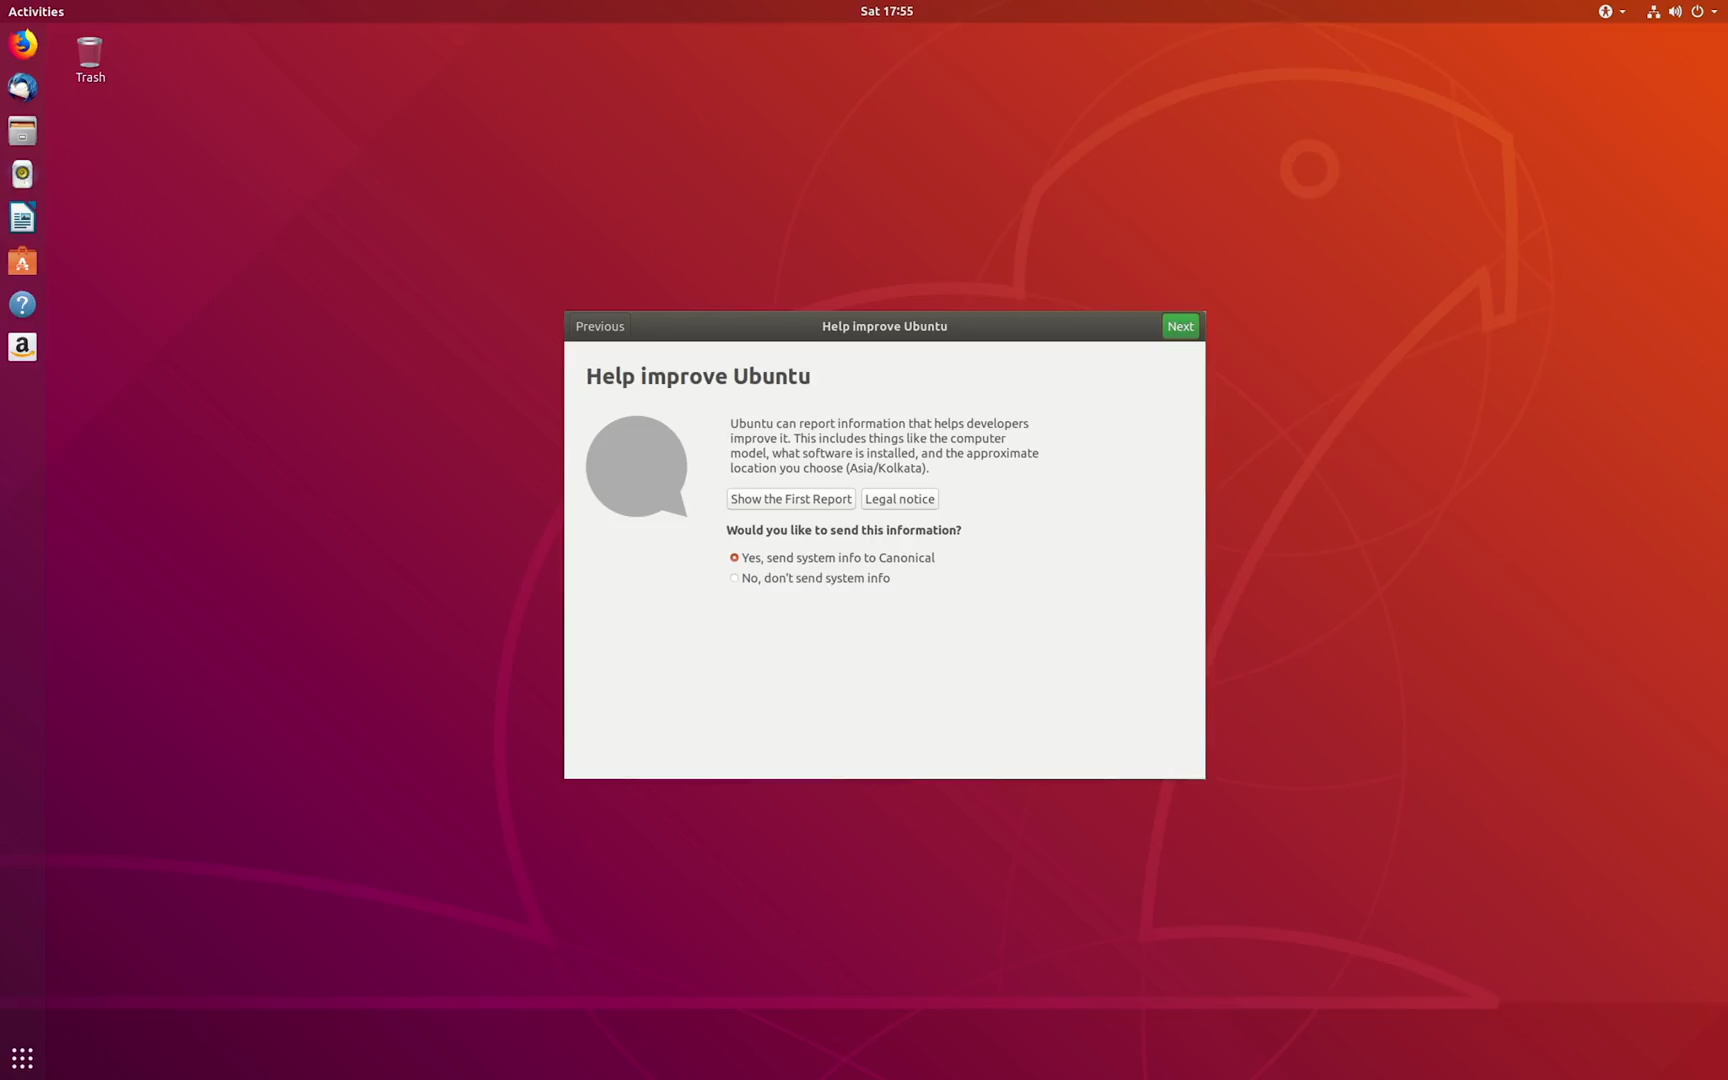 Activities
Sat 17:55
Trash
Previous
Help improve Ubuntu
Next
Help improve Ubuntu
Ubuntu can report information that helps developers
improve it. This includes things like the computer
model, what software is installed, and the approximate
location you choose (Asia/Kolkata).
Show the First Report
Legal notice
Would you like to send this information?
Yes, send system info to Canonical
No, don't send system info